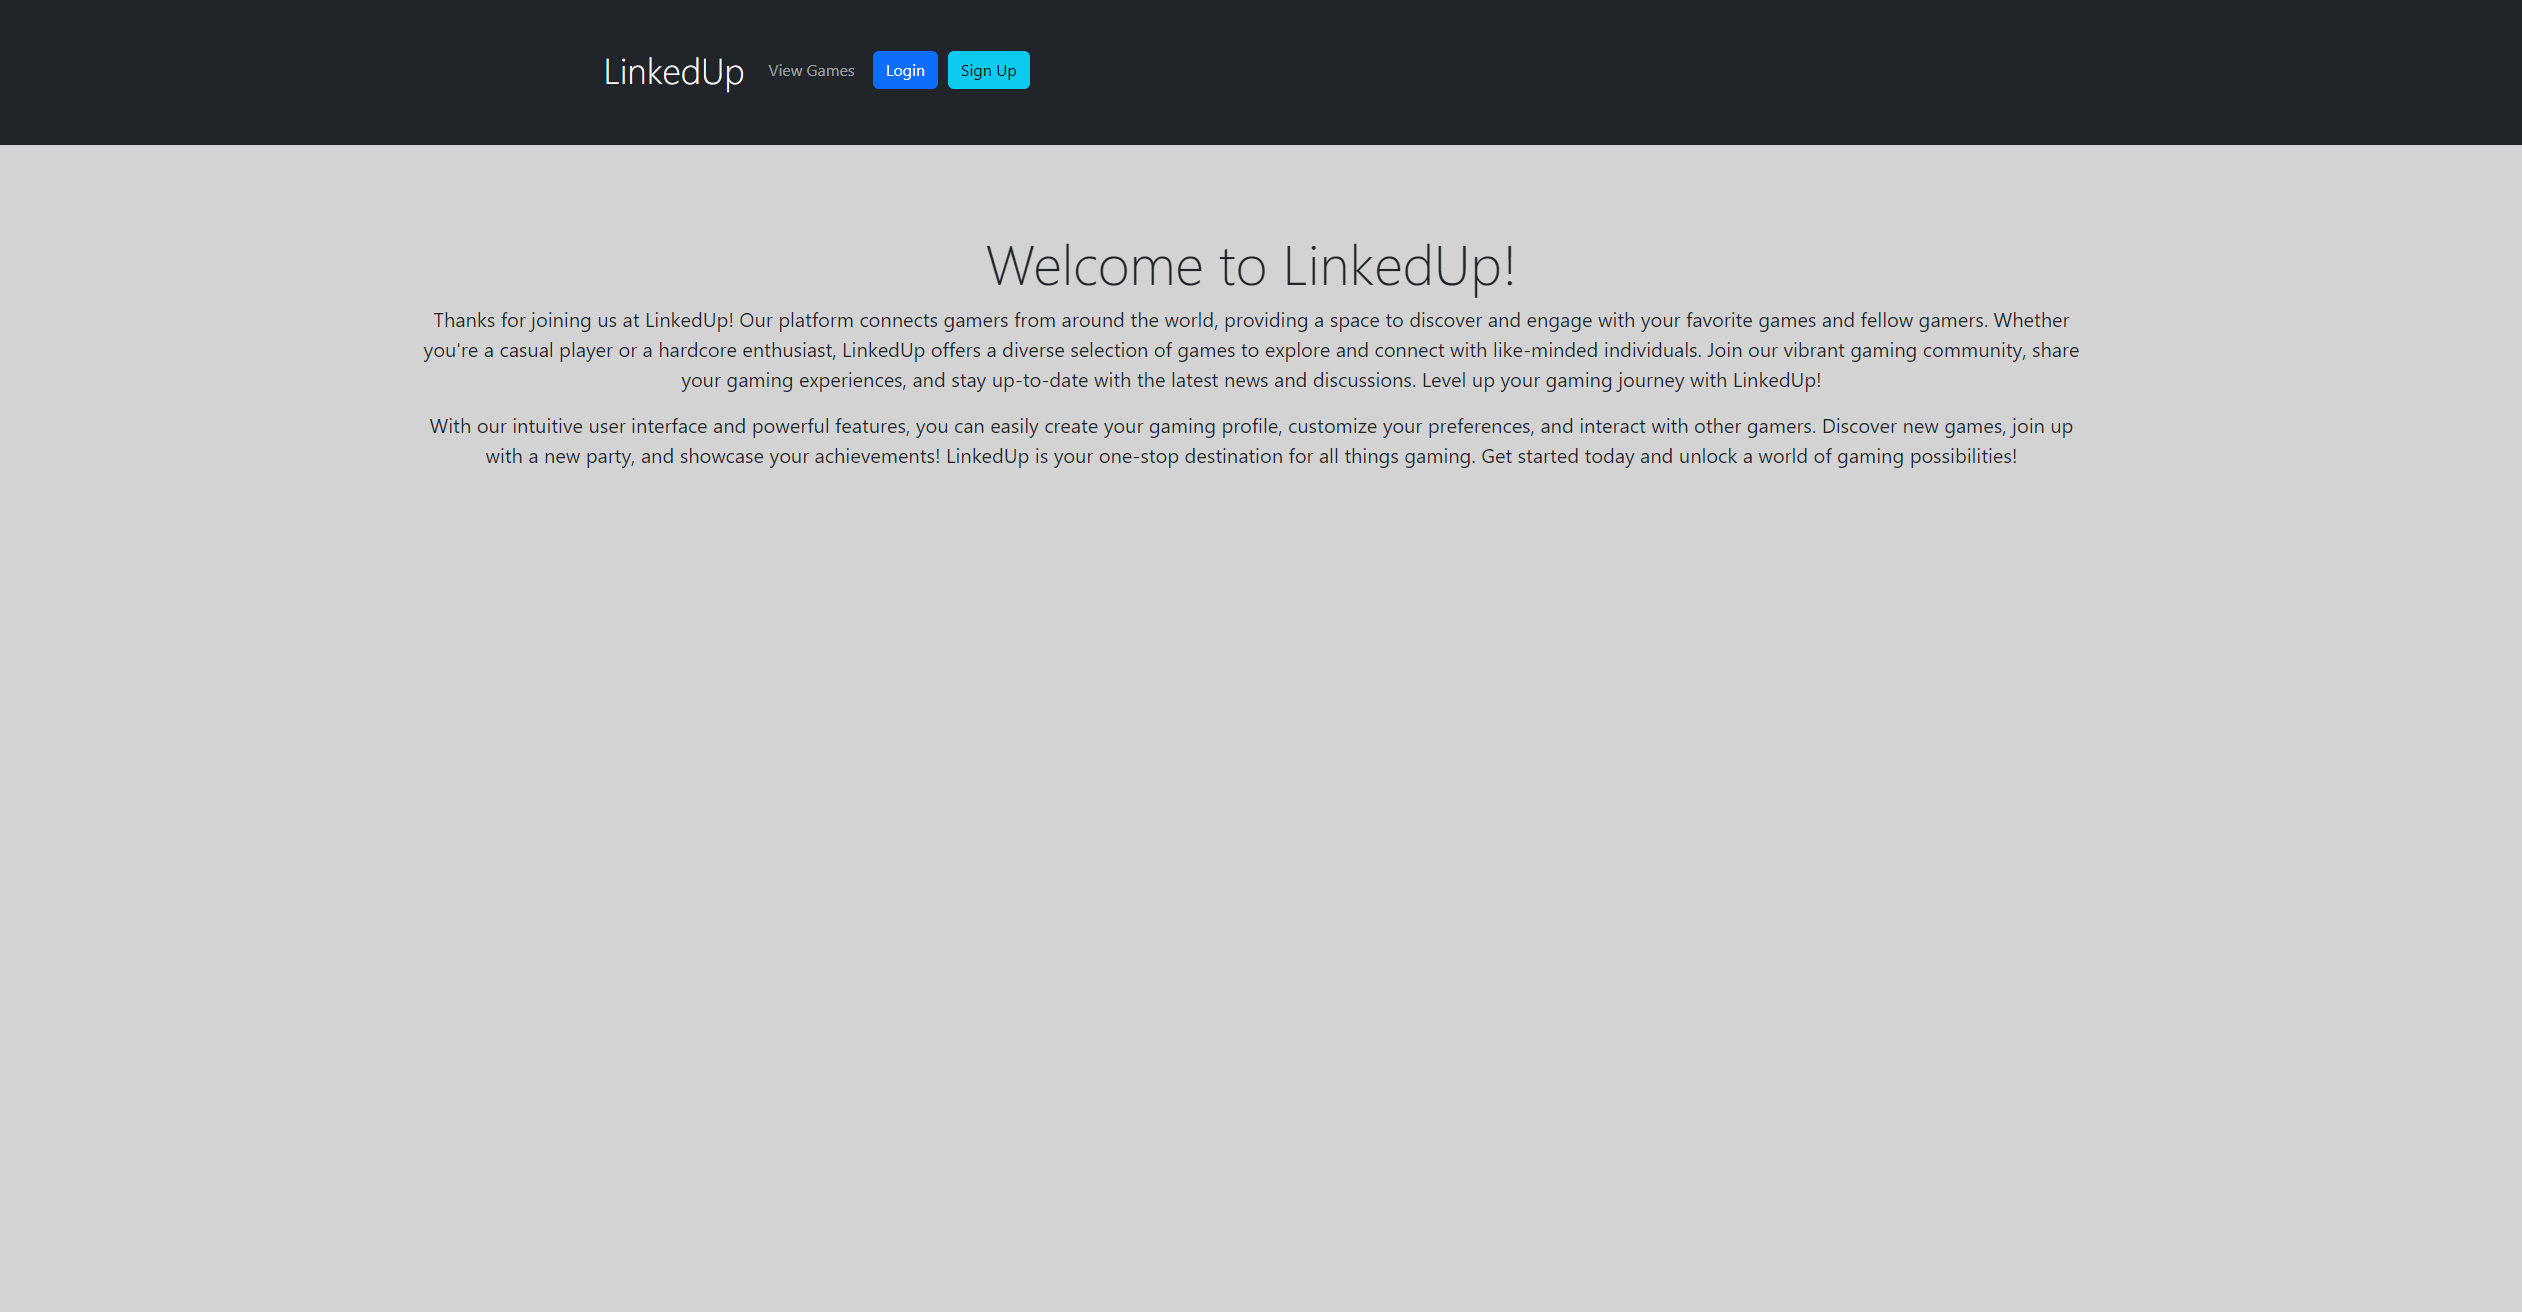 LinkedUp View Games Login Sign Up
Welcome to LinkedUp!
Thanks for joining us at LinkedUp! Our platform connects gamers from around the world, providing a space to discover and engage with your favorite games and fellow gamers. Whether
you're a casual player or a hardcore enthusiast, LinkedUp offers a diverse selection of games to explore and connect with like-minded individuals. Join our vibrant gaming community, share
your gaming experiences, and stay up-to-date with the latest news and discussions. Level up your gaming journey with LinkedUp!
With our intuitive user interface and powerful features, you can easily create your gaming profile, customize your preferences, and interact with other gamers. Discover new games, join up
with a new party, and showcase your achievements! LinkedUp is your one-stop destination for all things gaming. Get started today and unlock a world of gaming possibilities!